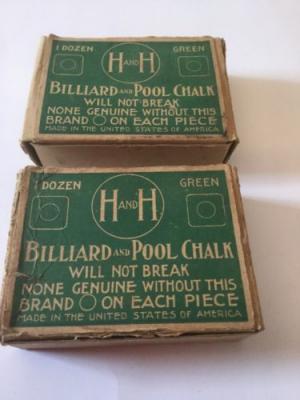 1 DOZEN GREEN
H AND H
BILLIARD AND POOL CHALK
WILL NOT BREAK
NONE GENUINE WITHOUT THIS
BRAND ON EACH PIECE
MADE IN THE UNITED STATES OF AMERICA
1 DOZEN GREEN
H AND H
BILLIARD AND POOL CHALK
WILL NOT BREAK
NONE GENUINE WITHOUT THIS
BRAND ON EACH PIECE
MADE IN THE UNITED STATES OF AMERICA